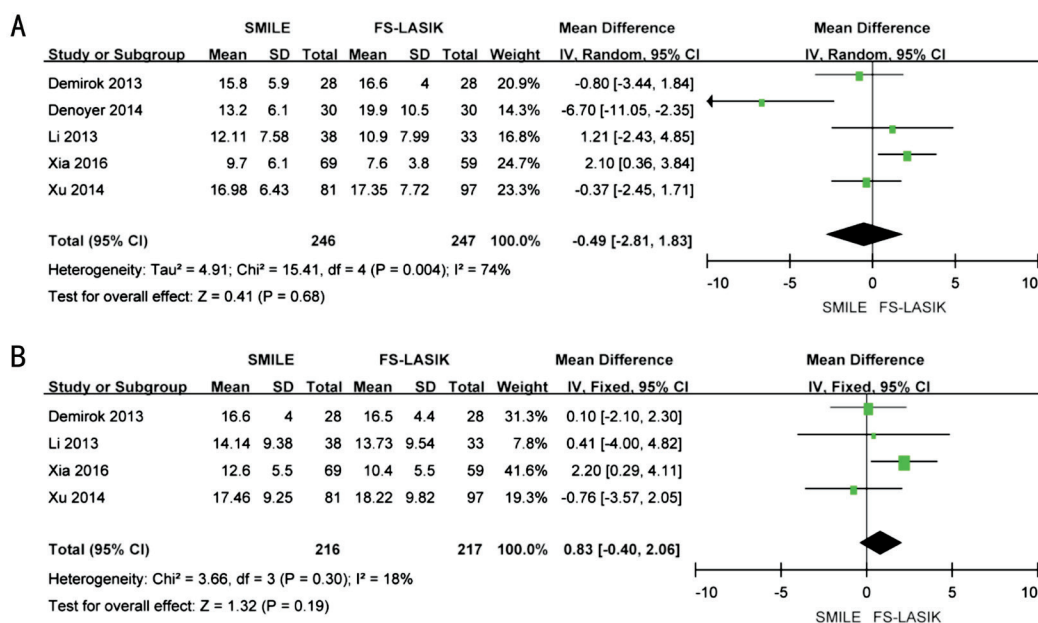 A
SMILE FS-LASIK Mean Difference Mean Difference
Study or Subgroup Mean SD Total Mean SD Total Weight IV, Random, 95% CI IV, Random, 95% CI
Demirok 2013 15.8 5.9 28 16.6 4 28 20.9% -0.80 [-3.44, 1.84]
Denoyer 2014 13.2 6.1 30 19.9 10.5 30 14.3% -6.70 [-11.05, -2.35]
Li 2013 12.11 7.58 38 10.9 7.99 33 16.8% 1.21 [-2.43, 4.85]
Xia 2016 9.7 6.1 69 7.6 3.8 59 24.7% 2.10 [0.36, 3.84]
Xu 2014 16.98 6.43 81 17.35 7.72 97 23.3% -0.37 [-2.45, 1.71]
Total (95% CI) 246 247 100.0% -0.49 [-2.81, 1.83]
Heterogeneity: Tau² = 4.91; Chi² = 15.41, df = 4 (P = 0.004); I² = 74%
Test for overall effect: Z = 0.41 (P = 0.68)
-10 -5 0 5 10
SMILE FS-LASIK
B
SMILE FS-LASIK Mean Difference Mean Difference
Study or Subgroup Mean SD Total Mean SD Total Weight IV, Fixed, 95% CI IV, Fixed, 95% CI
Demirok 2013 16.6 4 28 16.5 4.4 28 31.3% 0.10 [-2.10, 2.30]
Li 2013 14.14 9.38 38 13.73 9.54 33 7.8% 0.41 [-4.00, 4.82]
Xia 2016 12.6 5.5 69 10.4 5.5 59 41.6% 2.20 [0.29, 4.11]
Xu 2014 17.46 9.25 81 18.22 9.82 97 19.3% -0.76 [-3.57, 2.05]
Total (95% CI) 216 217 100.0% 0.83 [-0.40, 2.06]
Heterogeneity: Chi² = 3.66, df = 3 (P = 0.30); I² = 18%
Test for overall effect: Z = 1.32 (P = 0.19)
-10 -5 0 5 10
SMILE FS-LASIK